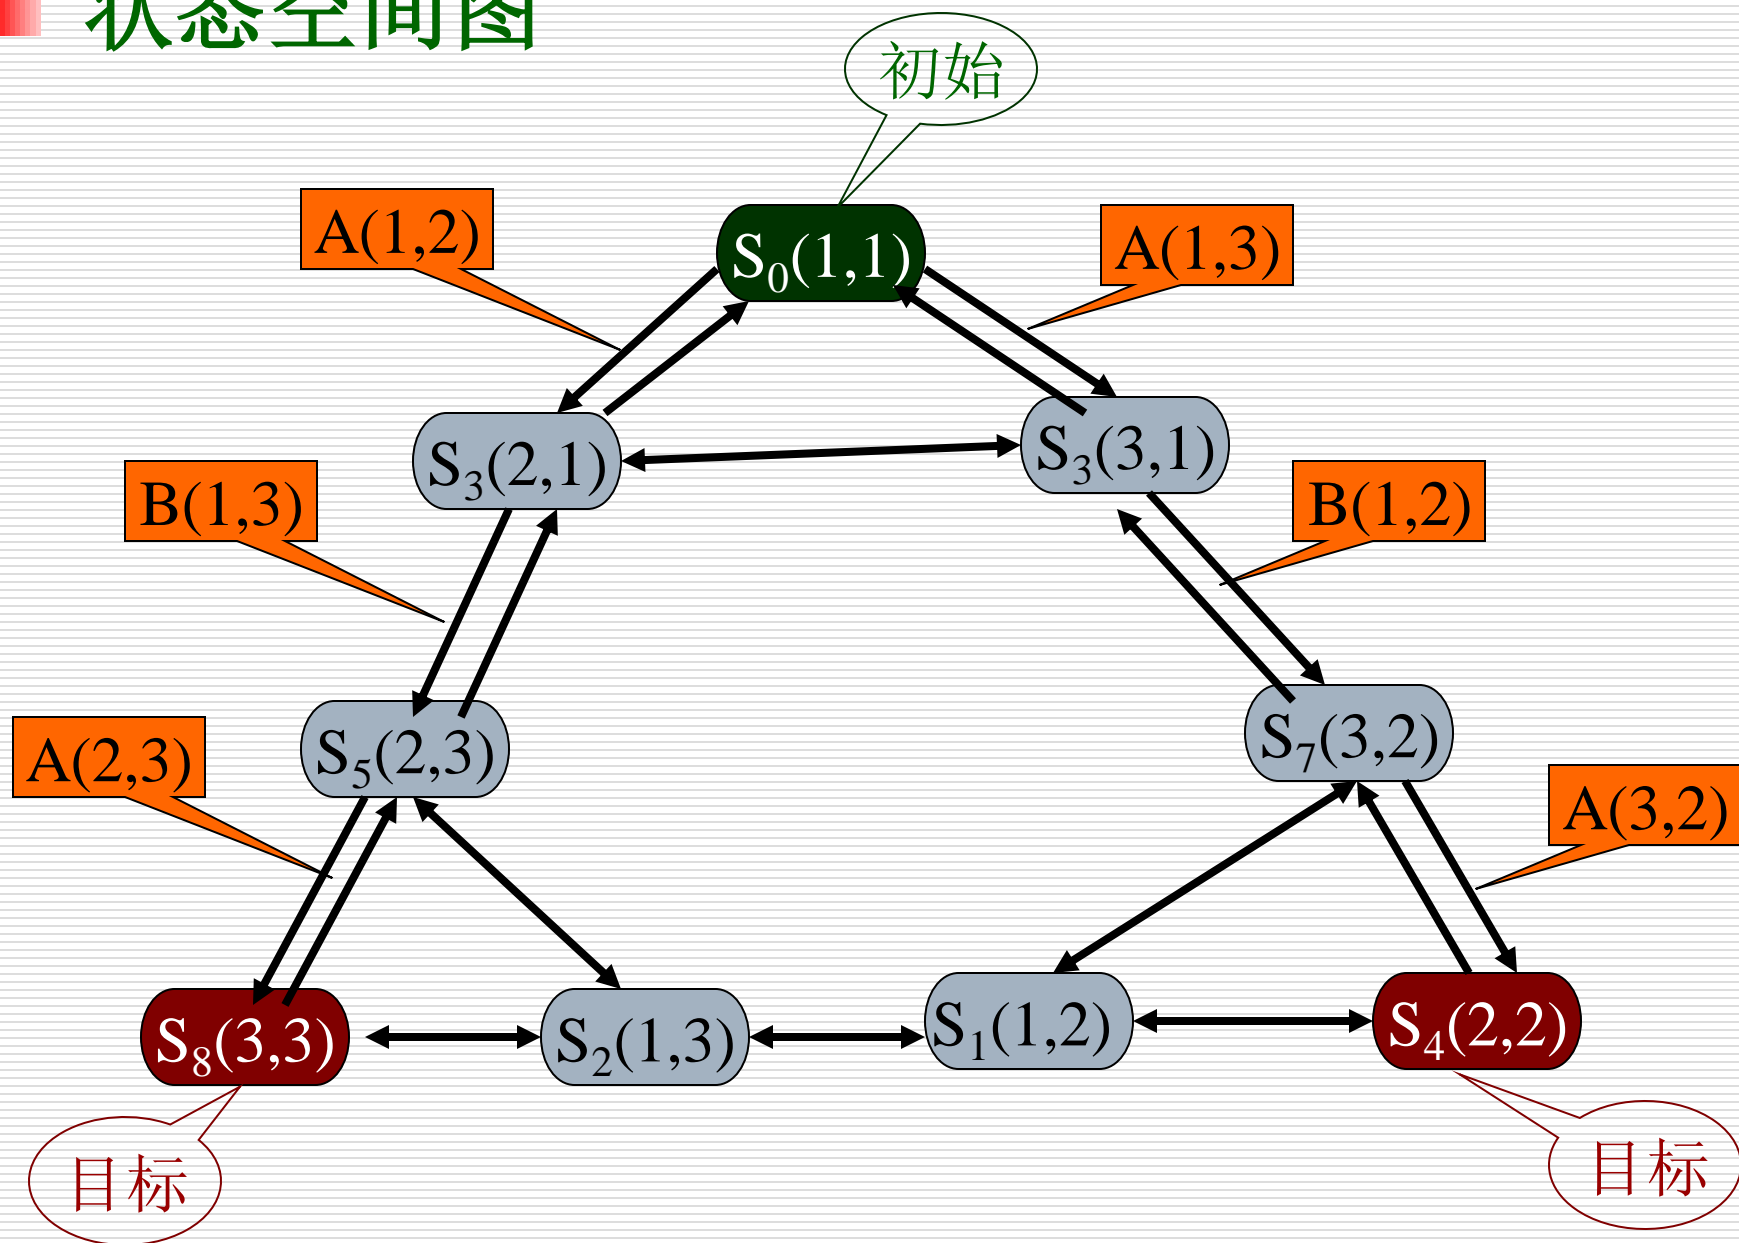 状态空间图
初始
A(1,2)
S0(1,1)
A(1,3)
S3(2,1)
S3(3,1)
B(1,3)
B(1,2)
A(2,3)
S5(2,3)
S7(3,2)
A(3,2)
S8(3,3)
S2(1,3)
S1(1,2)
S4(2,2)
目标
目标